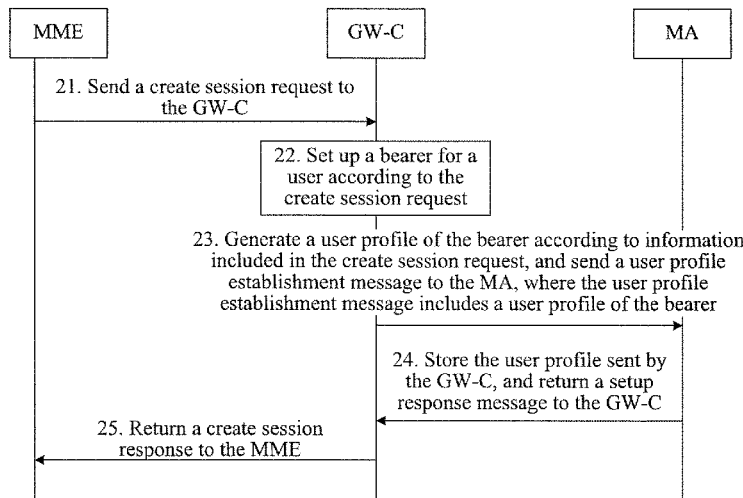 MME
GW-C
MA
21. Send a create session request to
the GW-C
22. Set up a bearer for a
user according to the
create session request
23. Generate a user profile of the bearer according to information
included in the create session request, and send a user profile
establishment message to the MA, where the user profile
establishment message includes a user profile of the bearer
24. Store the user profile sent by
the GW-C, and return a setup
response message to the GW-C
25. Return a create session
response to the MME